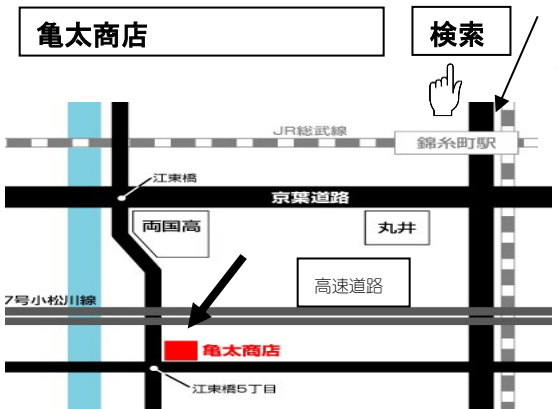 亀太商店
検索
JR総武線
錦糸町駅
江東橋
京葉道路
両国高
丸井
高速道路
7号小松川線
亀太商店
江東橋5丁目